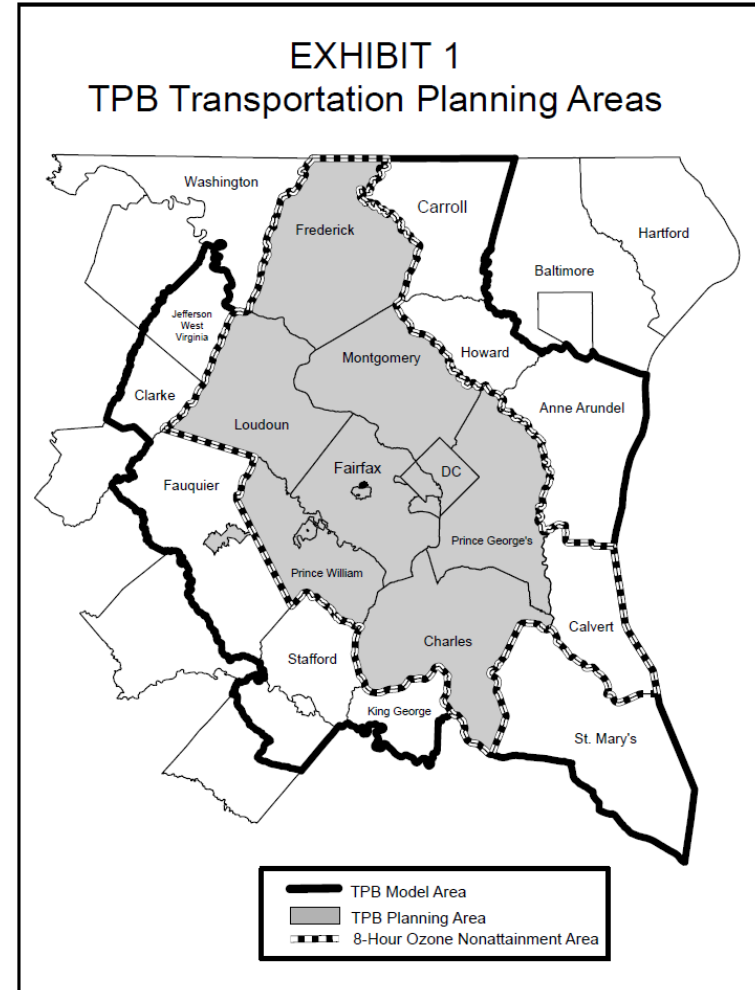 EXHIBIT 1
TPB Transportation Planning Areas
Washington
Frederick
Carroll
Hartford
Baltimore
Jefferson
West
Virginia
Montgomery
Howard
Clarke
Anne Arundel
Loudoun
Fairfax
DC
Fauquier
Prince George's
Prince William
Calvert
Charles
Stafford
King George
St. Mary's
TPB Model Area
TPB Planning Area
8-Hour Ozone Nonattainment Area